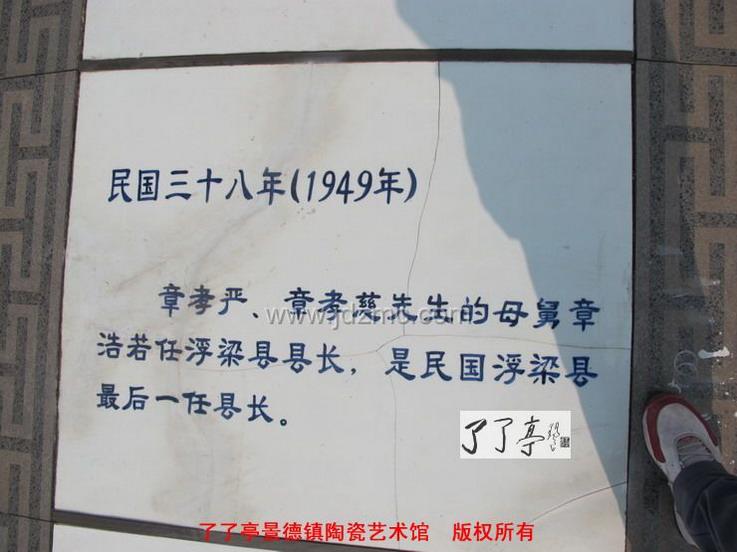 民国三十八年(1949年)
章孝严、章孝慈先生的母舅章
浩若任浮梁县县长，是民国浮梁县
最后一任县长。
www.jdzmc.com
了了亭
了了亭景德镇陶瓷艺术馆 版权所有